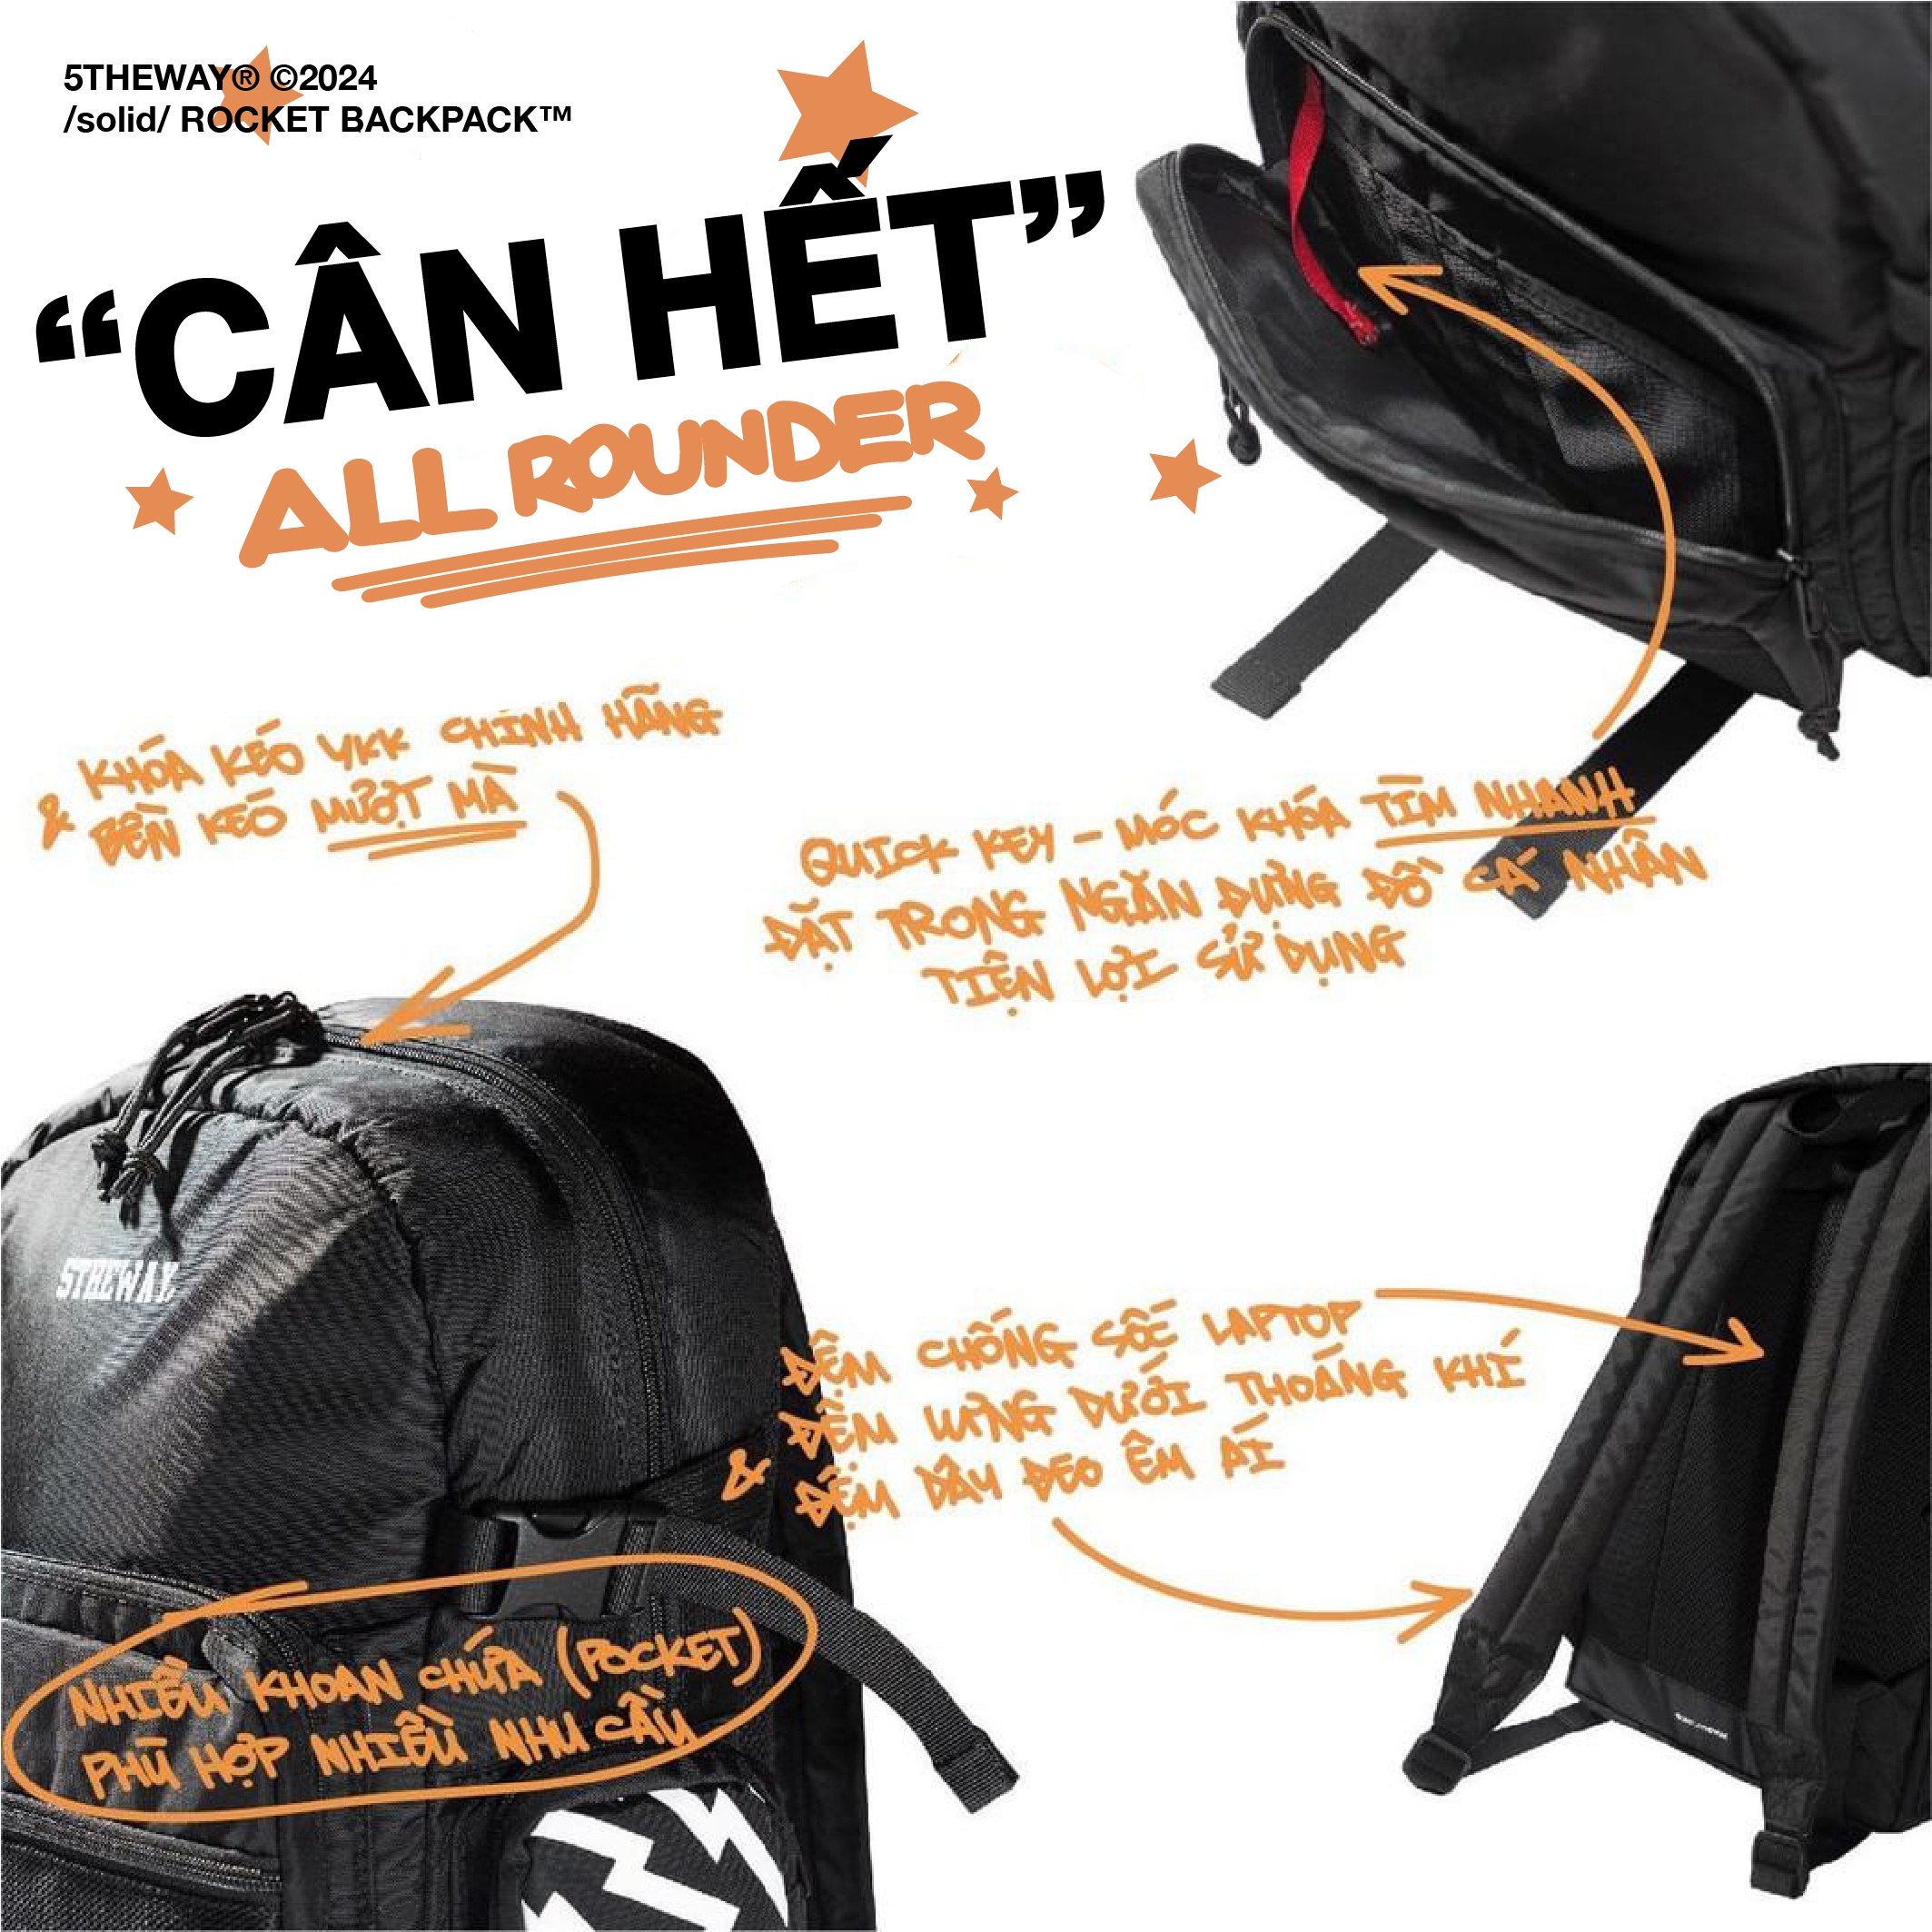 5THEWAY® ©2024
/solid/ ROCKET BACKPACK™
“CÂN HẾT”
ALL ROUNDER
KHÓA KÉO YKK CHÍNH HÃNG
& BỀN KÉO MƯỢT MÀ
QUICK KEY – MÓC KHÓA TÌM NHANH
ĐẶT TRONG NGĂN ĐỰNG ĐỒ CÁ NHÂN
TIỆN LỢI SỬ DỤNG
5THEWAY
ĐỆM CHỐNG SỐC LAPTOP
ĐỆM LƯNG DƯỚI THOÁNG KHÍ
& ĐỆM DÂY ĐEO ÊM ÁI
NHIỀU KHOAN CHỨA (POCKET)
PHÙ HỢP NHIỀU NHU CẦU